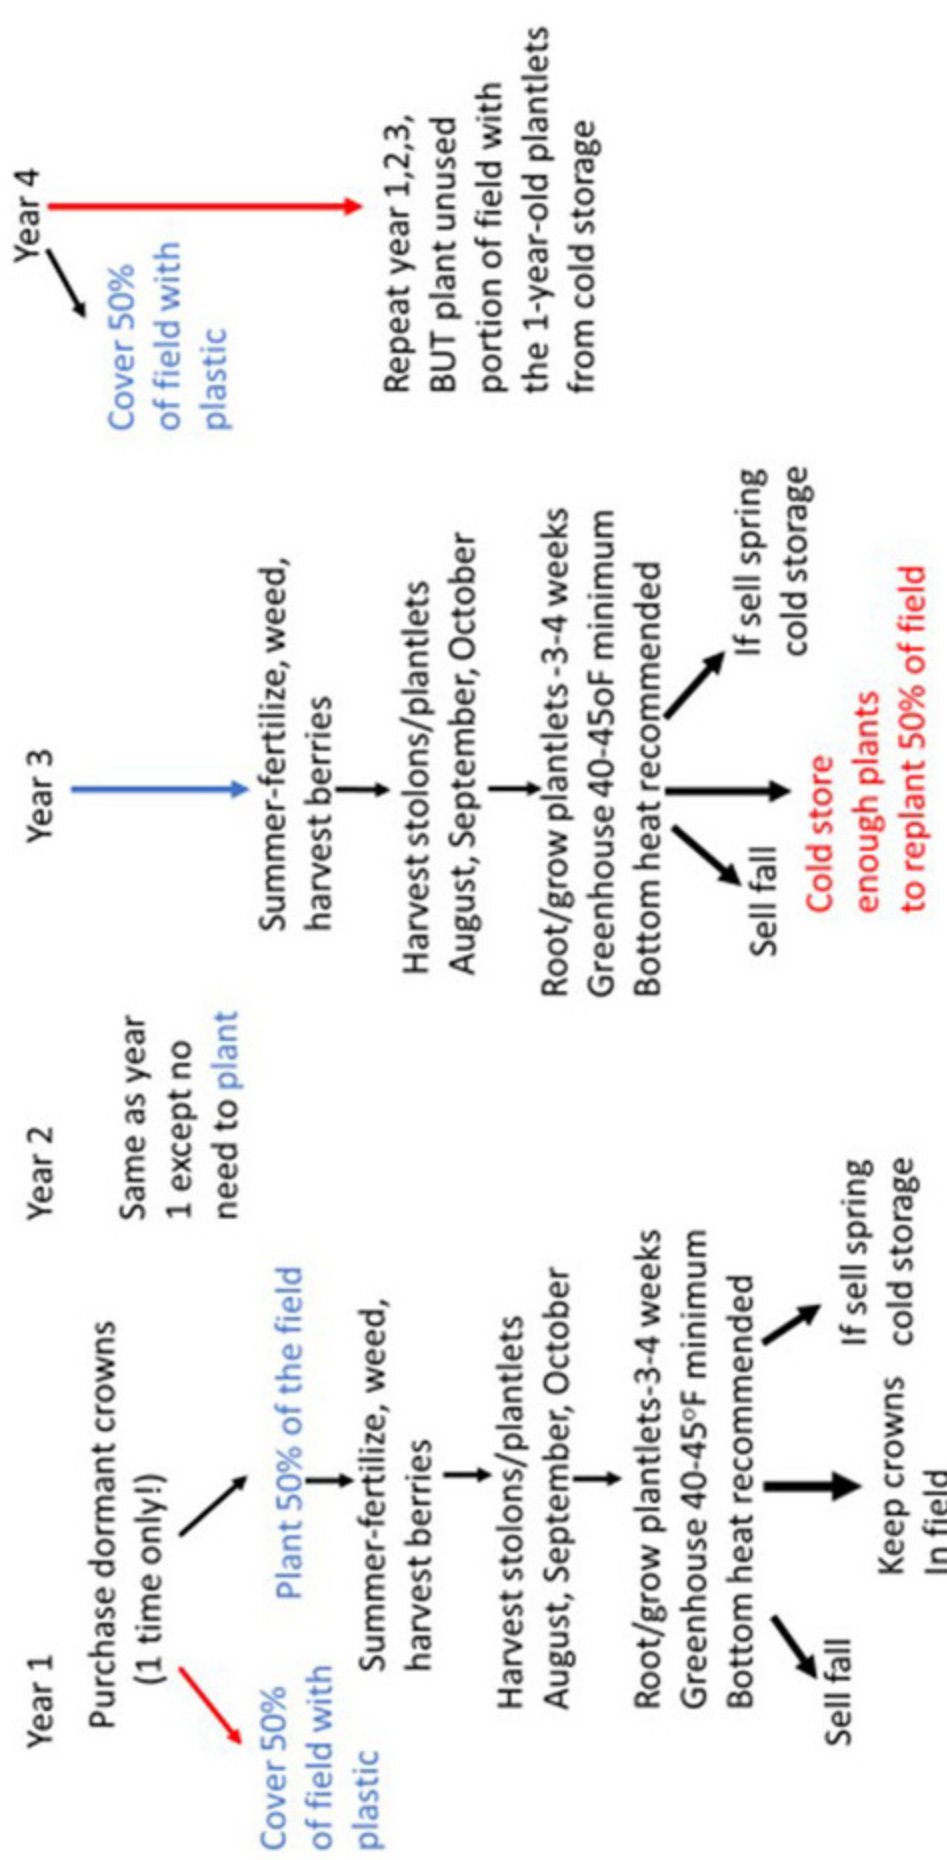 Year 1
Purchase dormant crowns
(1 time only!)
Cover 50%
of field with
plastic
Plant 50% of the field
Summer-fertilize, weed,
harvest berries
Harvest stolons/plantlets
August, September, October
Root/grow plantlets-3-4 weeks
Greenhouse 40-45°F minimum
Bottom heat recommended
Sell fall
Keep crowns
In field
If sell spring
cold storage
Year 2
Same as year
1 except no
need to plant
Year 3
Summer-fertilize, weed,
harvest berries
Harvest stolons/plantlets
August, September, October
Root/grow plantlets -3-4 weeks
Greenhouse 40-45oF minimum
Bottom heat recommended
Sell fall
Cold store
enough plants
to replant 50% of field
If sell spring
cold storage
Year 4
Cover 50%
of field with
plastic
Repeat year 1,2,3,
BUT plant unused
portion of field with
the 1-year-old plantlets
from cold storage